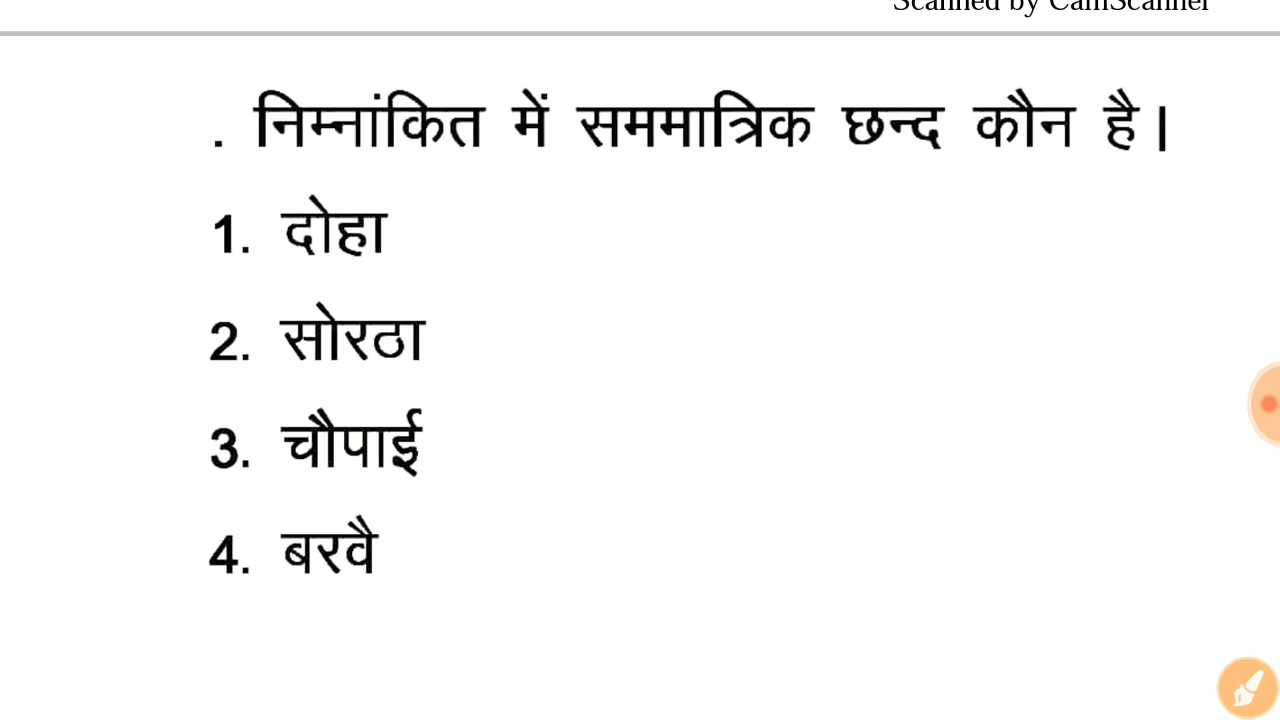 Scanned by CamScanner
. निम्नांकित में सममात्रिक छन्द कौन है।
1. दोहा
2. सोरठा
3. चौपाई
4. बरवै